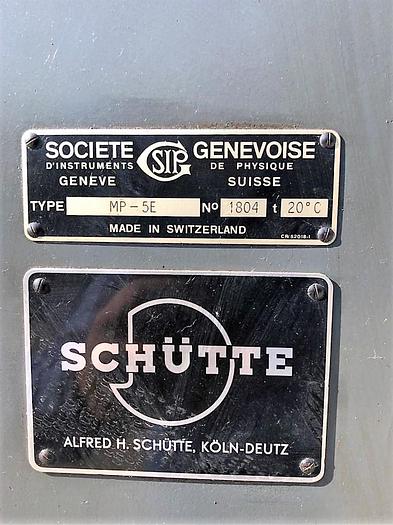 SOCIETE SIP GENEVOISE
D'INSTRUMENTS DE PHYSIQUE
GENEVE SUISSE
TYPE MP-5E No 1804 t 20°C
MADE IN SWITZERLAND
SCHÜTTE
ALFRED H. SCHÜTTE, KÖLN-DEUTZ